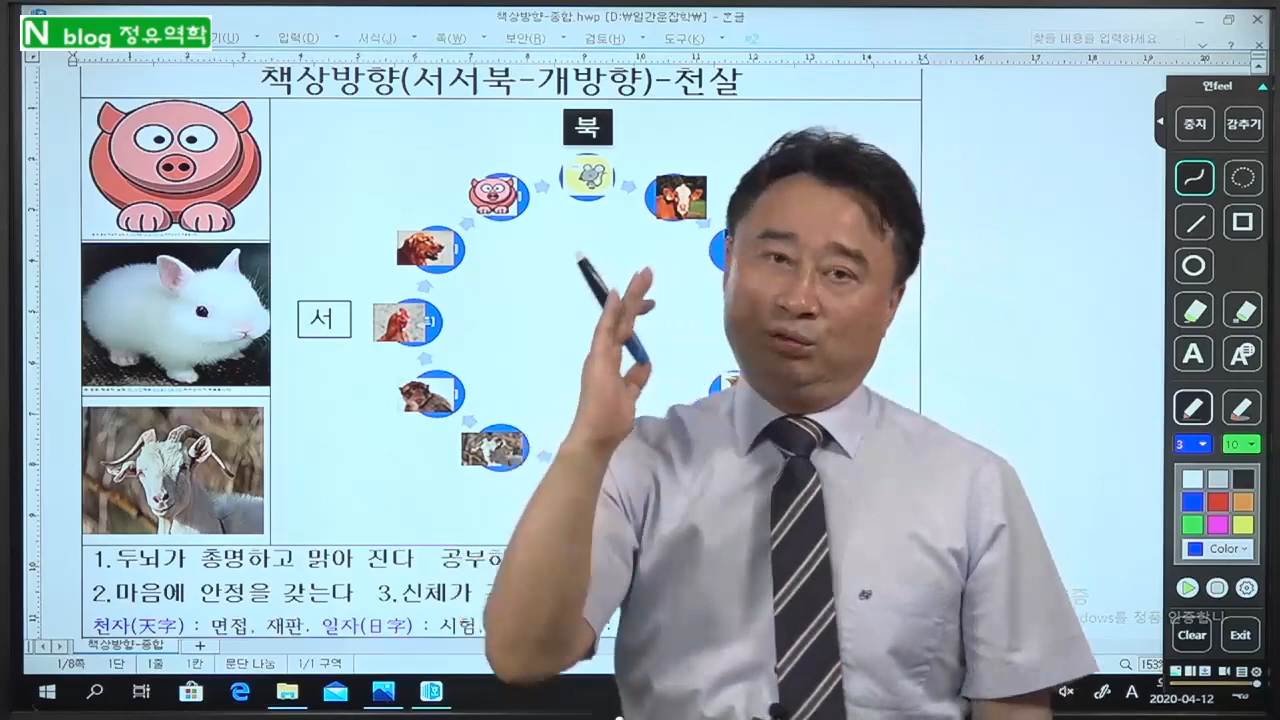 N blog 정유역학
책상방향-종합.hwp [D:₩일간운잡학₩] - 한글
입력(D) 서식(J) 쪽(W) 보안(B) 검토(H) 도구(K)
찾을 내용을 입력하세요.
책상방향(서서북-개방향)-천살
북
서
1.두뇌가 총명하고 맑아 진다 공부하
2.마음에 안정을 갖는다 3.신체가
천자(天字) : 면접, 재판. 일자(日字) : 시험,
책상방향-종합
1/8쪽 1단 1줄 1칸 문단 나눔 1/1 구역
153%
안feel
중지 감추기
A
3 10
Color
Clear Exit
A
2020-04-12